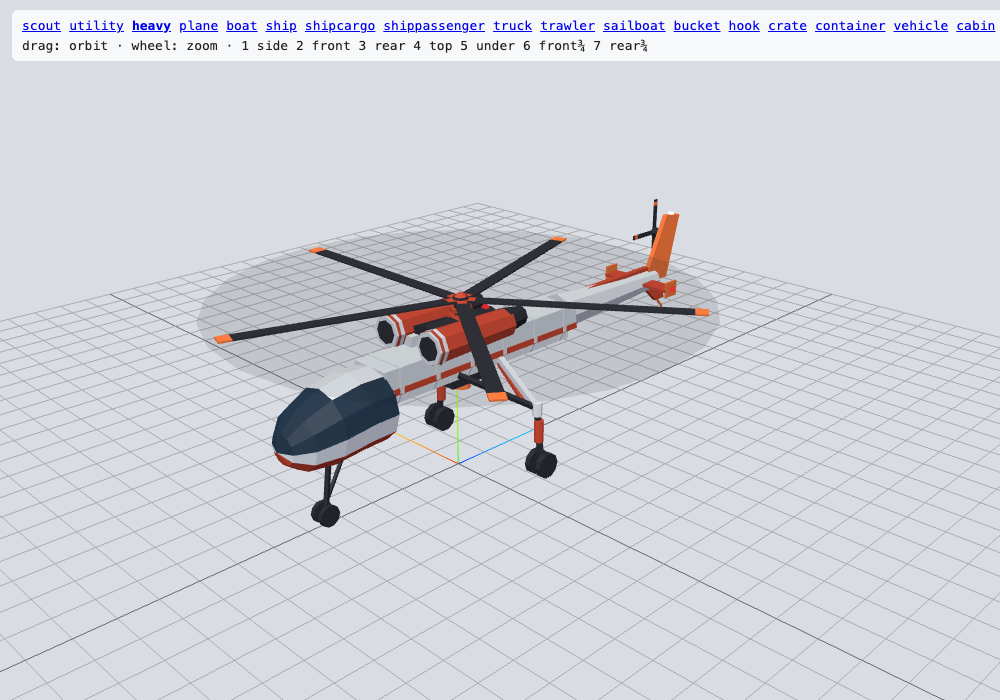 scout utility heavy plane boat ship shipcargo shippassenger truck trawler sailboat bucket hook crate container vehicle cabin
drag: orbit · wheel: zoom · 1 side 2 front 3 rear 4 top 5 under 6 front¾ 7 rear¾